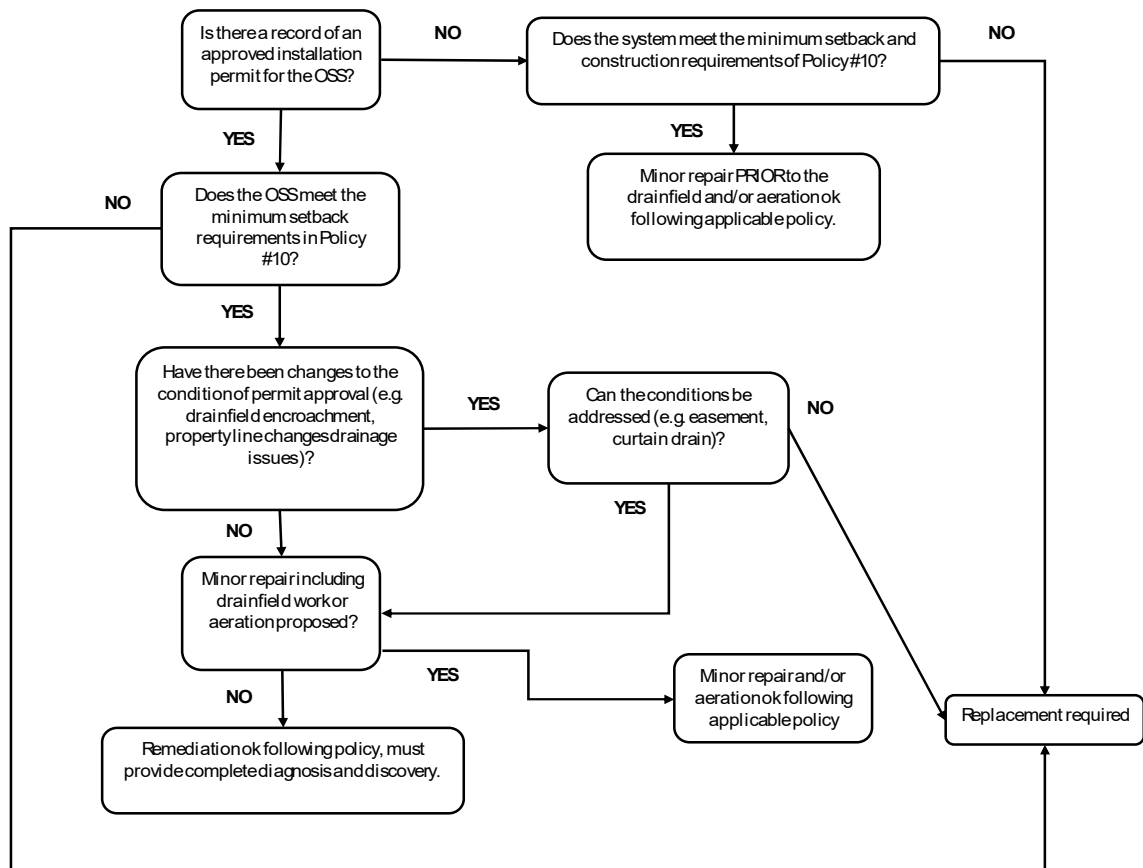 Is there a record of an
approved installation
permit for the OSS?
NO
Does the system meet the minimum setback and
construction requirements of Policy #10?
NO
YES
YES
Minor repair PRIOR to the
drainfield and/or aeration ok
following applicable policy.
NO
Does the OSS meet the
minimum setback
requirements in Policy
#10?
YES
Have there been changes to the
condition of permit approval (e.g.
drainfield encroachment,
property line changes drainage
issues)?
YES
Can the conditions be
addressed (e.g. easement,
curtain drain)?
NO
YES
NO
Minor repair including
drainfield work or
aeration proposed?
YES
Minor repair and/or
aeration ok following
applicable policy
Replacement required
NO
Remediation ok following policy, must
provide complete diagnosis and discovery.